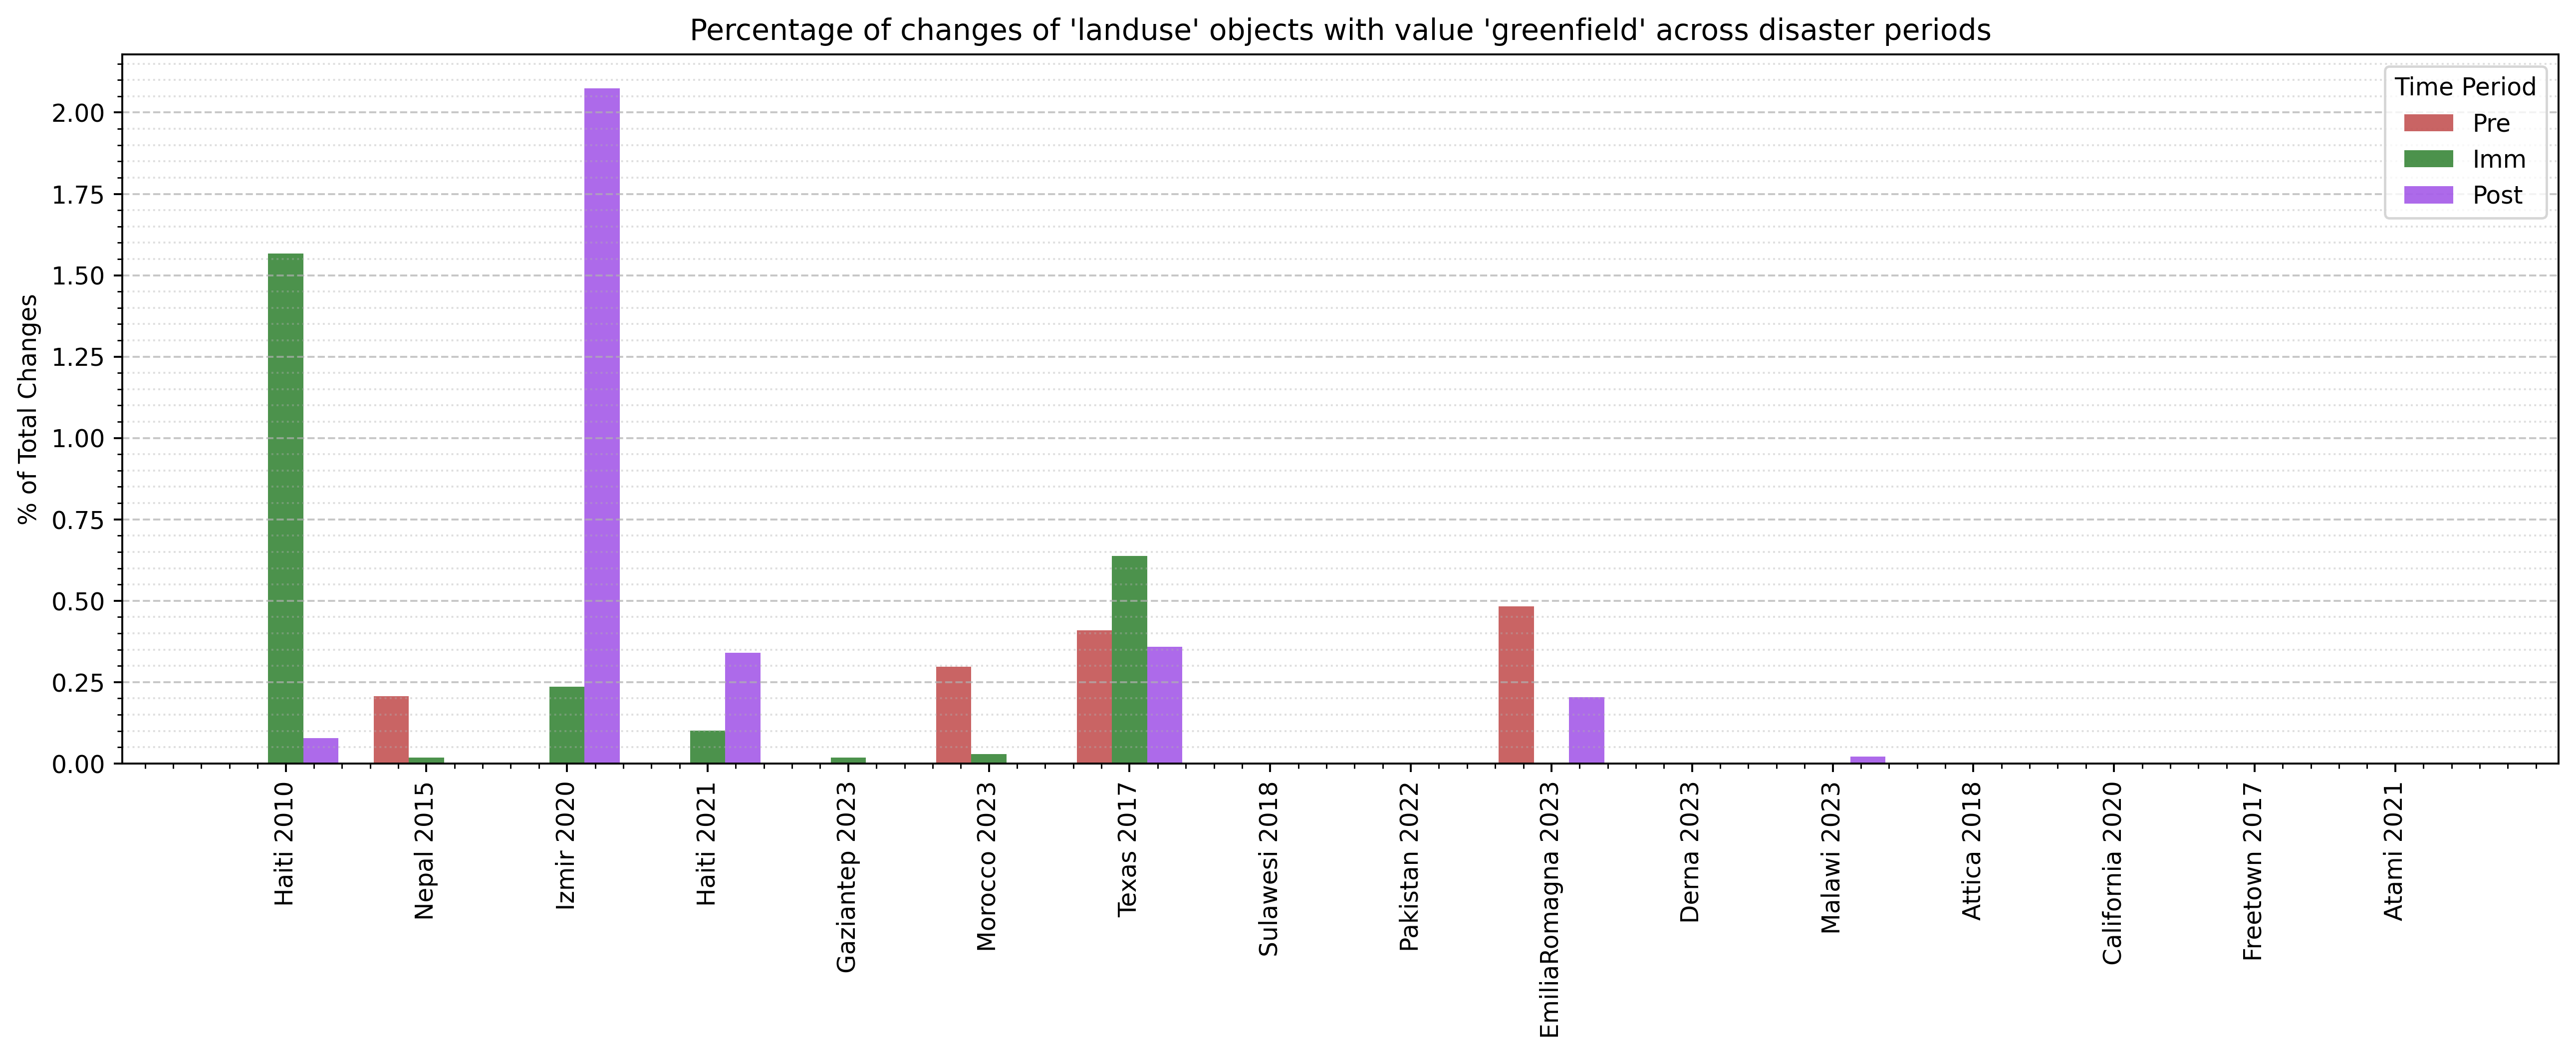 Percentage of changes of 'landuse' objects with value 'greenfield' across disaster periods
% of Total Changes
2.00
1.75
1.50
1.25
1.00
0.75
0.50
0.25
0.00
Time Period
Pre
Imm
Post
Haiti 2010
Nepal 2015
Izmir 2020
Haiti 2021
Gaziantep 2023
Morocco 2023
Texas 2017
Sulawesi 2018
Pakistan 2022
EmiliaRomagna 2023
Derna 2023
Malawi 2023
Attica 2018
California 2020
Freetown 2017
Atami 2021